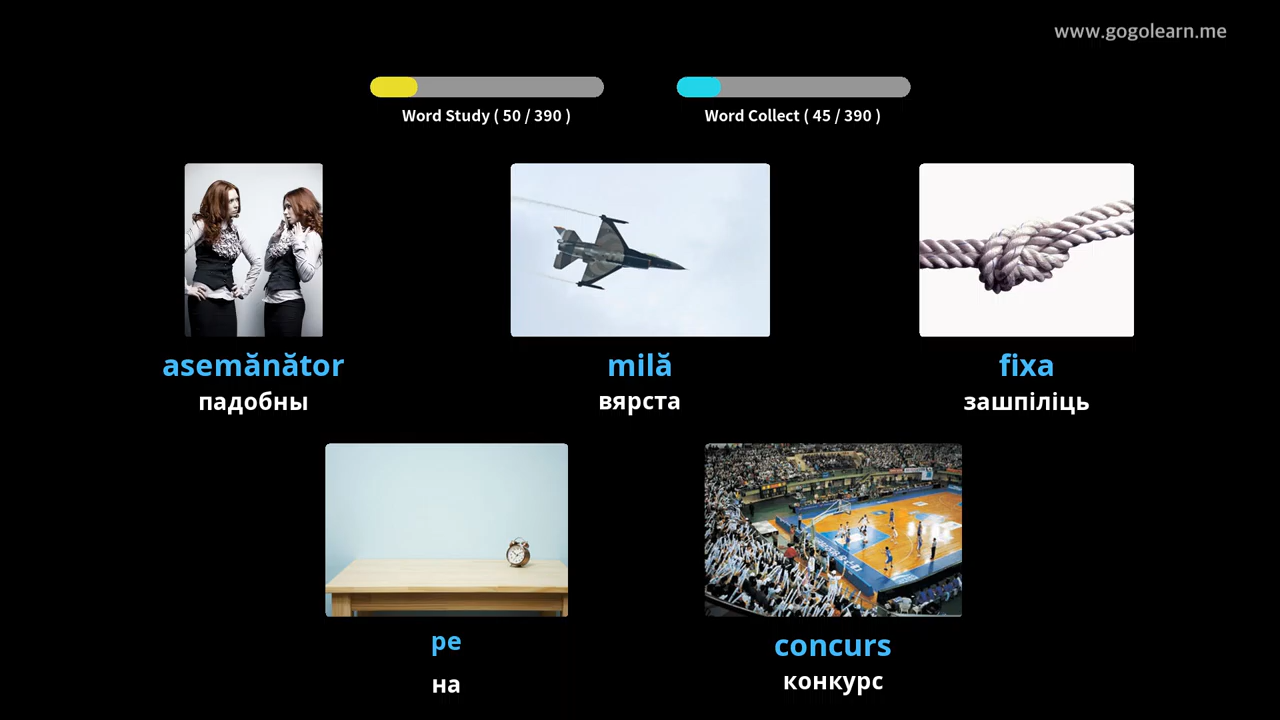 www.gogolearn.me
Word Study ( 50 / 390 )
Word Collect ( 45 / 390 )
asemănător
падобны
milă
вярста
fixa
зашпіліць
pe
на
concurs
конкурс